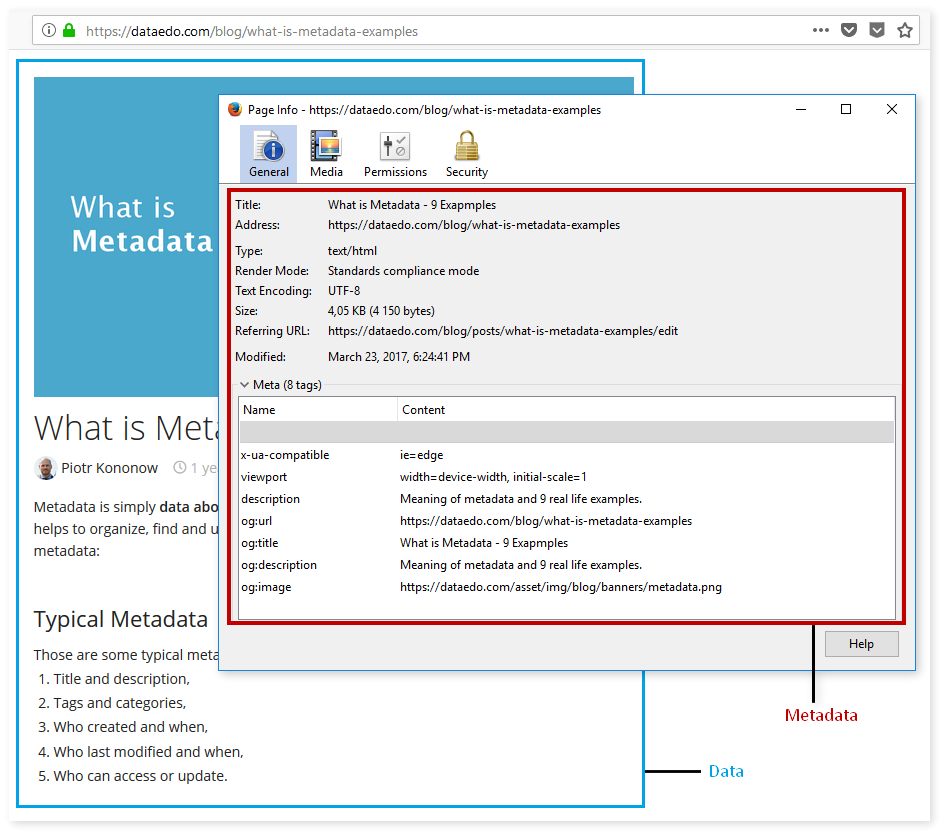 https://dataedo.com/blog/what-is-metadata-examples
Page Info - https://dataedo.com/blog/what-is-metadata-examples
General
Media
Permissions
Security
Title: What is Metadata - 9 Exapmples
Address: https://dataedo.com/blog/what-is-metadata-examples
Type: text/html
Render Mode: Standards compliance mode
Text Encoding: UTF-8
Size: 4,05 KB (4 150 bytes)
Referring URL: https://dataedo.com/blog/posts/what-is-metadata-examples/edit
Modified: March 23, 2017, 6:24:41 PM
Meta (8 tags)
Name Content
x-ua-compatible ie=edge
viewport width=device-width, initial-scale=1
description Meaning of metadata and 9 real life examples.
og:url https://dataedo.com/blog/what-is-metadata-examples
og:title What is Metadata - 9 Exapmples
og:description Meaning of metadata and 9 real life examples.
og:image https://dataedo.com/asset/img/blog/banners/metadata.png
Help
What is
Metadata
What is Meta
Piotr Kononow 1 ye
Metadata is simply data abo
helps to organize, find and u
metadata:
Typical Metadata
Those are some typical meta
1. Title and description,
2. Tags and categories,
3. Who created and when,
4. Who last modified and when,
5. Who can access or update.
Metadata
Data